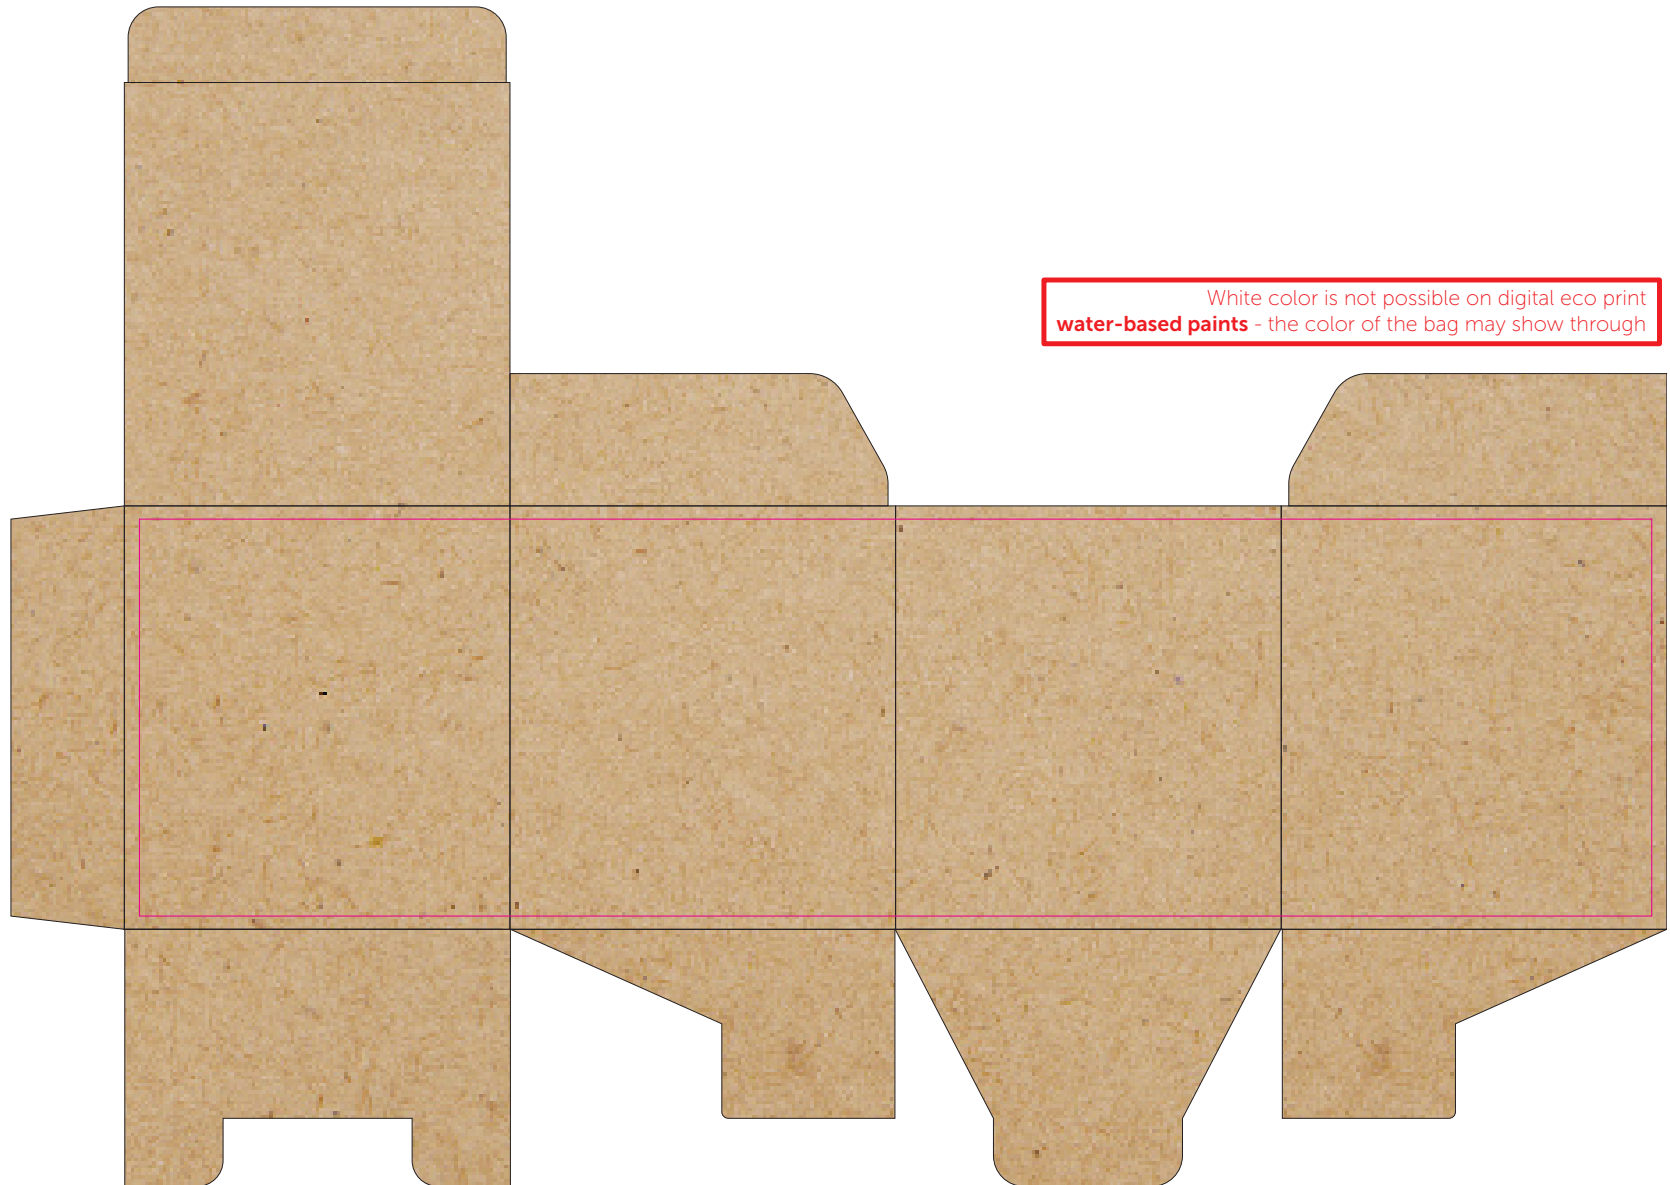 White color is not possible on digital eco print
water-based paints - the color of the bag may show through